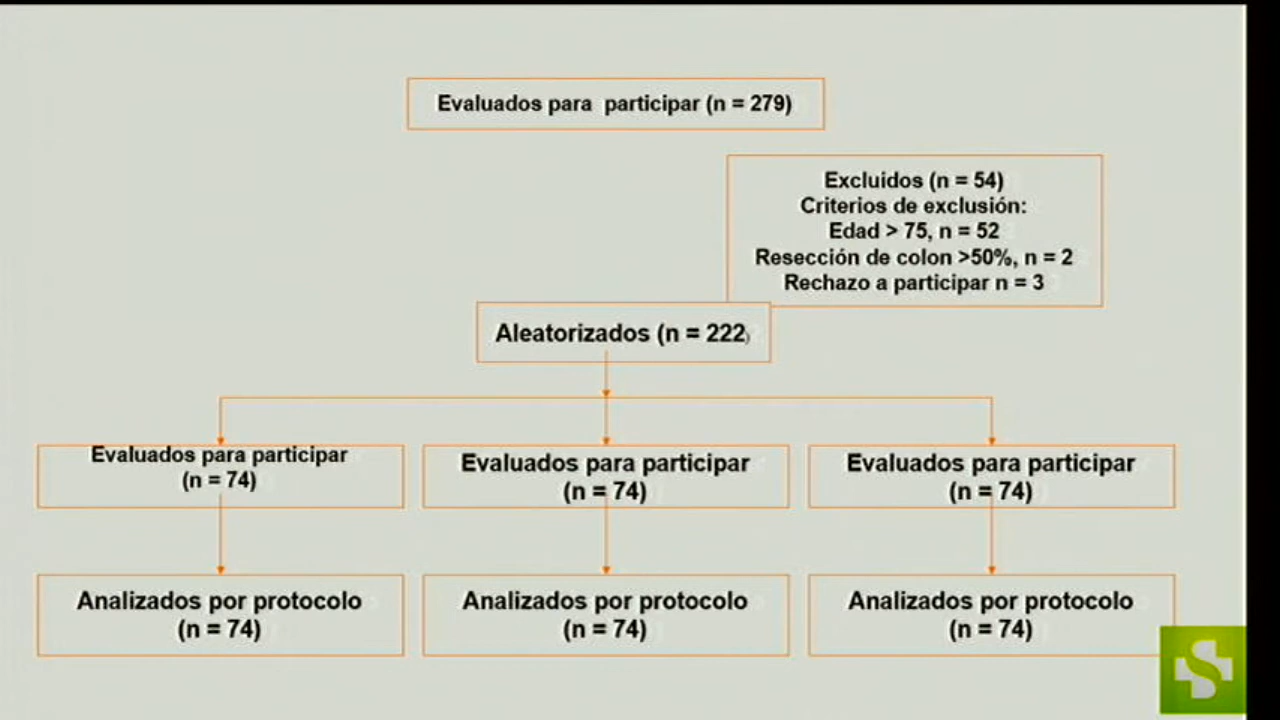 Evaluados para participar (n = 279)
Excluidos (n = 54)
Criterios de exclusión:
Edad > 75, n = 52
Resección de colon >50%, n = 2
Rechazo a participar n = 3
Aleatorizados (n = 222)
Evaluados para participar
(n = 74)
Evaluados para participar
(n = 74)
Evaluados para participar
(n = 74)
Analizados por protocolo
(n = 74)
Analizados por protocolo
(n = 74)
Analizados por protocolo
(n = 74)
S